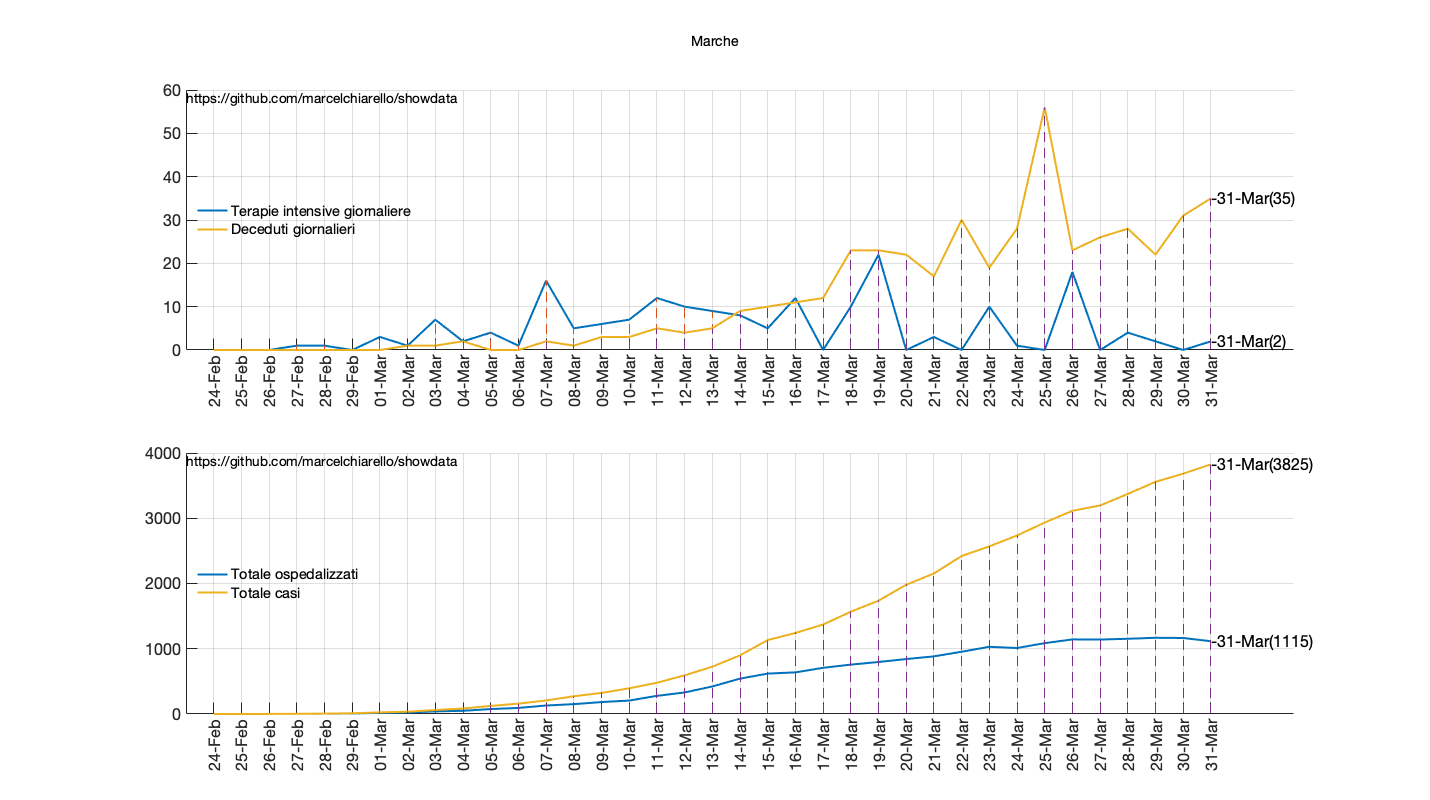 Marche
60
https://github.com/marcelchiarello/showdata
50
40
30
20
10
0
Terapie intensive giornaliere
Deceduti giornalieri
-31-Mar(35)
-31-Mar(2)
24-Feb
25-Feb
26-Feb
27-Feb
28-Feb
29-Feb
01-Mar
02-Mar
03-Mar
04-Mar
05-Mar
06-Mar
07-Mar
08-Mar
09-Mar
10-Mar
11-Mar
12-Mar
13-Mar
14-Mar
15-Mar
16-Mar
17-Mar
18-Mar
19-Mar
20-Mar
21-Mar
22-Mar
23-Mar
24-Mar
25-Mar
26-Mar
27-Mar
28-Mar
29-Mar
30-Mar
31-Mar
4000
https://github.com/marcelchiarello/showdata
3000
2000
1000
0
Totale ospedalizzati
Totale casi
-31-Mar(3825)
-31-Mar(1115)
24-Feb
25-Feb
26-Feb
27-Feb
28-Feb
29-Feb
01-Mar
02-Mar
03-Mar
04-Mar
05-Mar
06-Mar
07-Mar
08-Mar
09-Mar
10-Mar
11-Mar
12-Mar
13-Mar
14-Mar
15-Mar
16-Mar
17-Mar
18-Mar
19-Mar
20-Mar
21-Mar
22-Mar
23-Mar
24-Mar
25-Mar
26-Mar
27-Mar
28-Mar
29-Mar
30-Mar
31-Mar